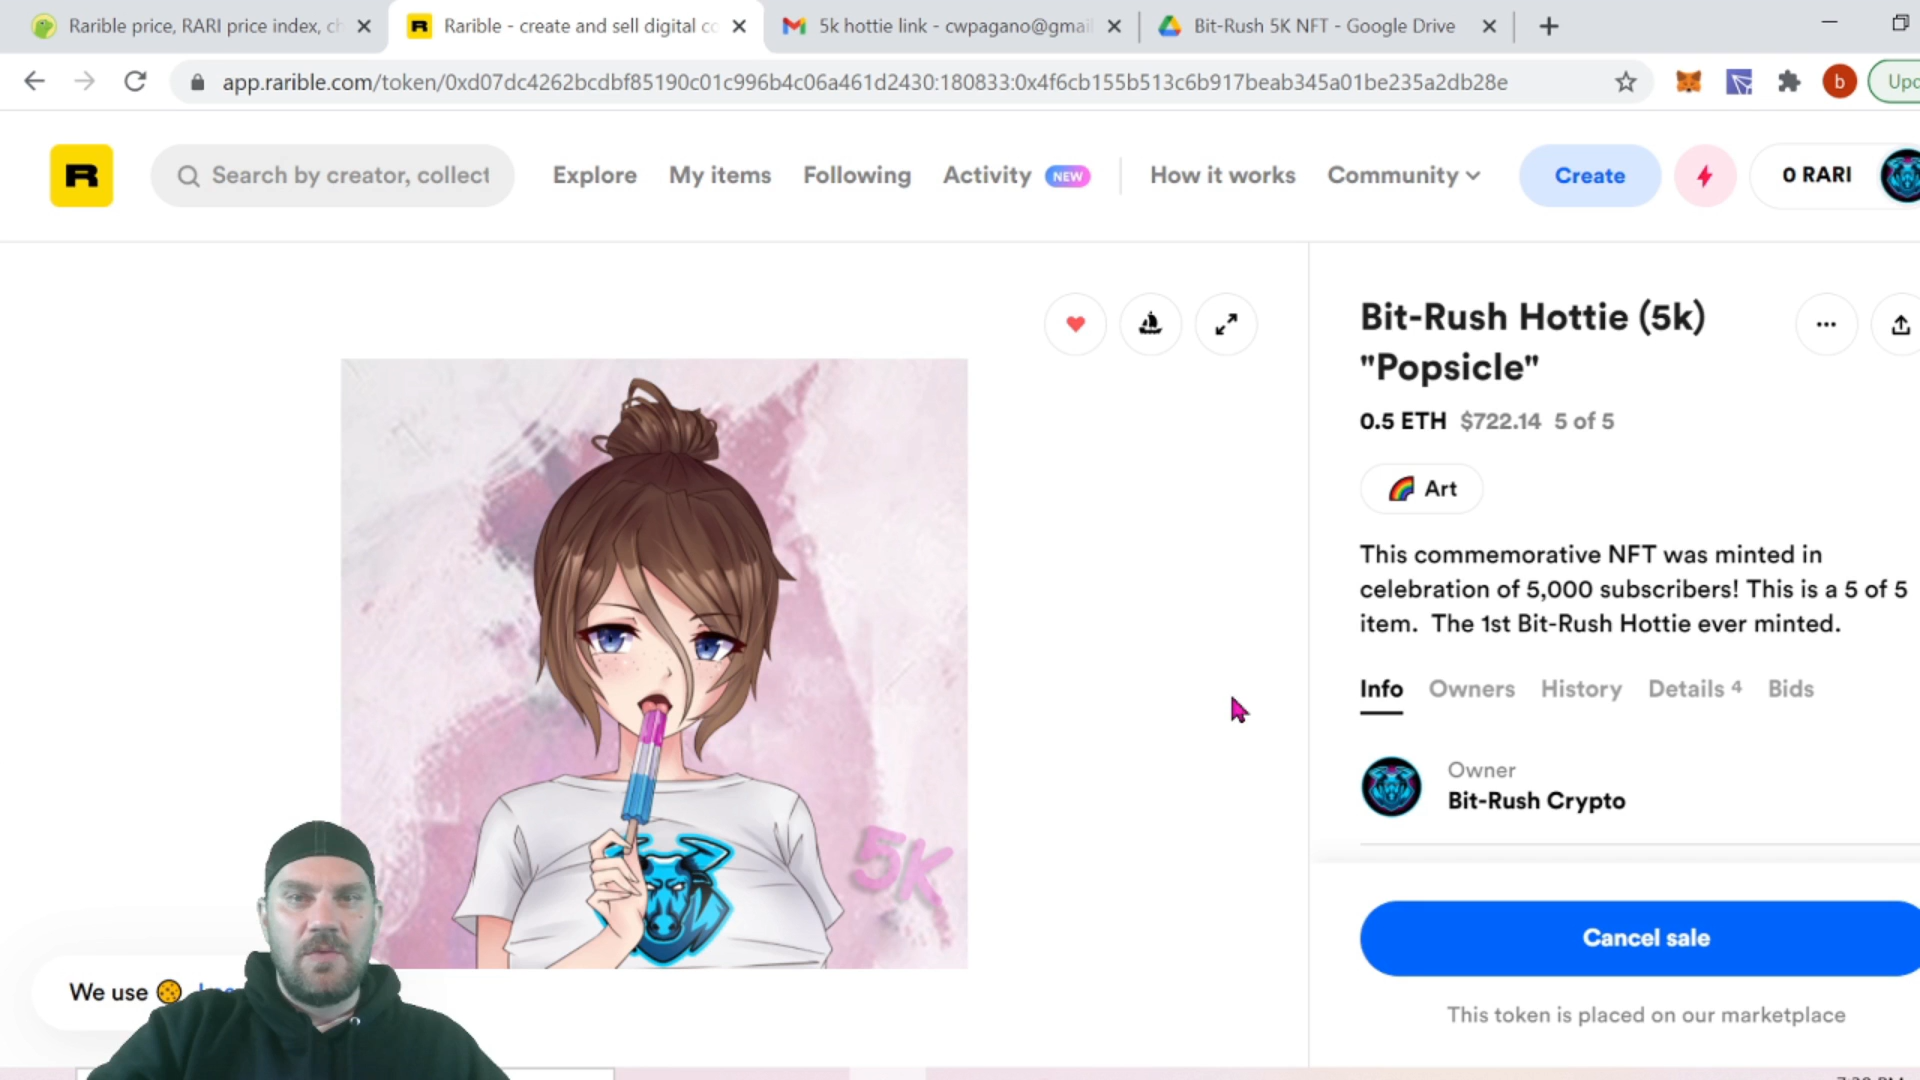 Rarible price, RARI price index, ch
Rarible - create and sell digital co
5k hottie link - cwpagano@gmai
Bit-Rush 5K NFT - Google Drive
app.rarible.com/token/0xd07dc4262bcdbf85190c01c996b4c06a461d2430:180833:0x4f6cb155b513c6b917beab345a01be235a2db28e
b
Upd
R
Search by creator, collect
Explore
My items
Following
Activity NEW
How it works
Community
Create
0 RARI
Bit-Rush Hottie (5k)
"Popsicle"
0.5 ETH $722.14 5 of 5
Art
This commemorative NFT was minted in
celebration of 5,000 subscribers! This is a 5 of 5
item. The 1st Bit-Rush Hottie ever minted.
Info Owners History Details 4 Bids
Owner
Bit-Rush Crypto
5K
Cancel sale
We use
This token is placed on our marketplace